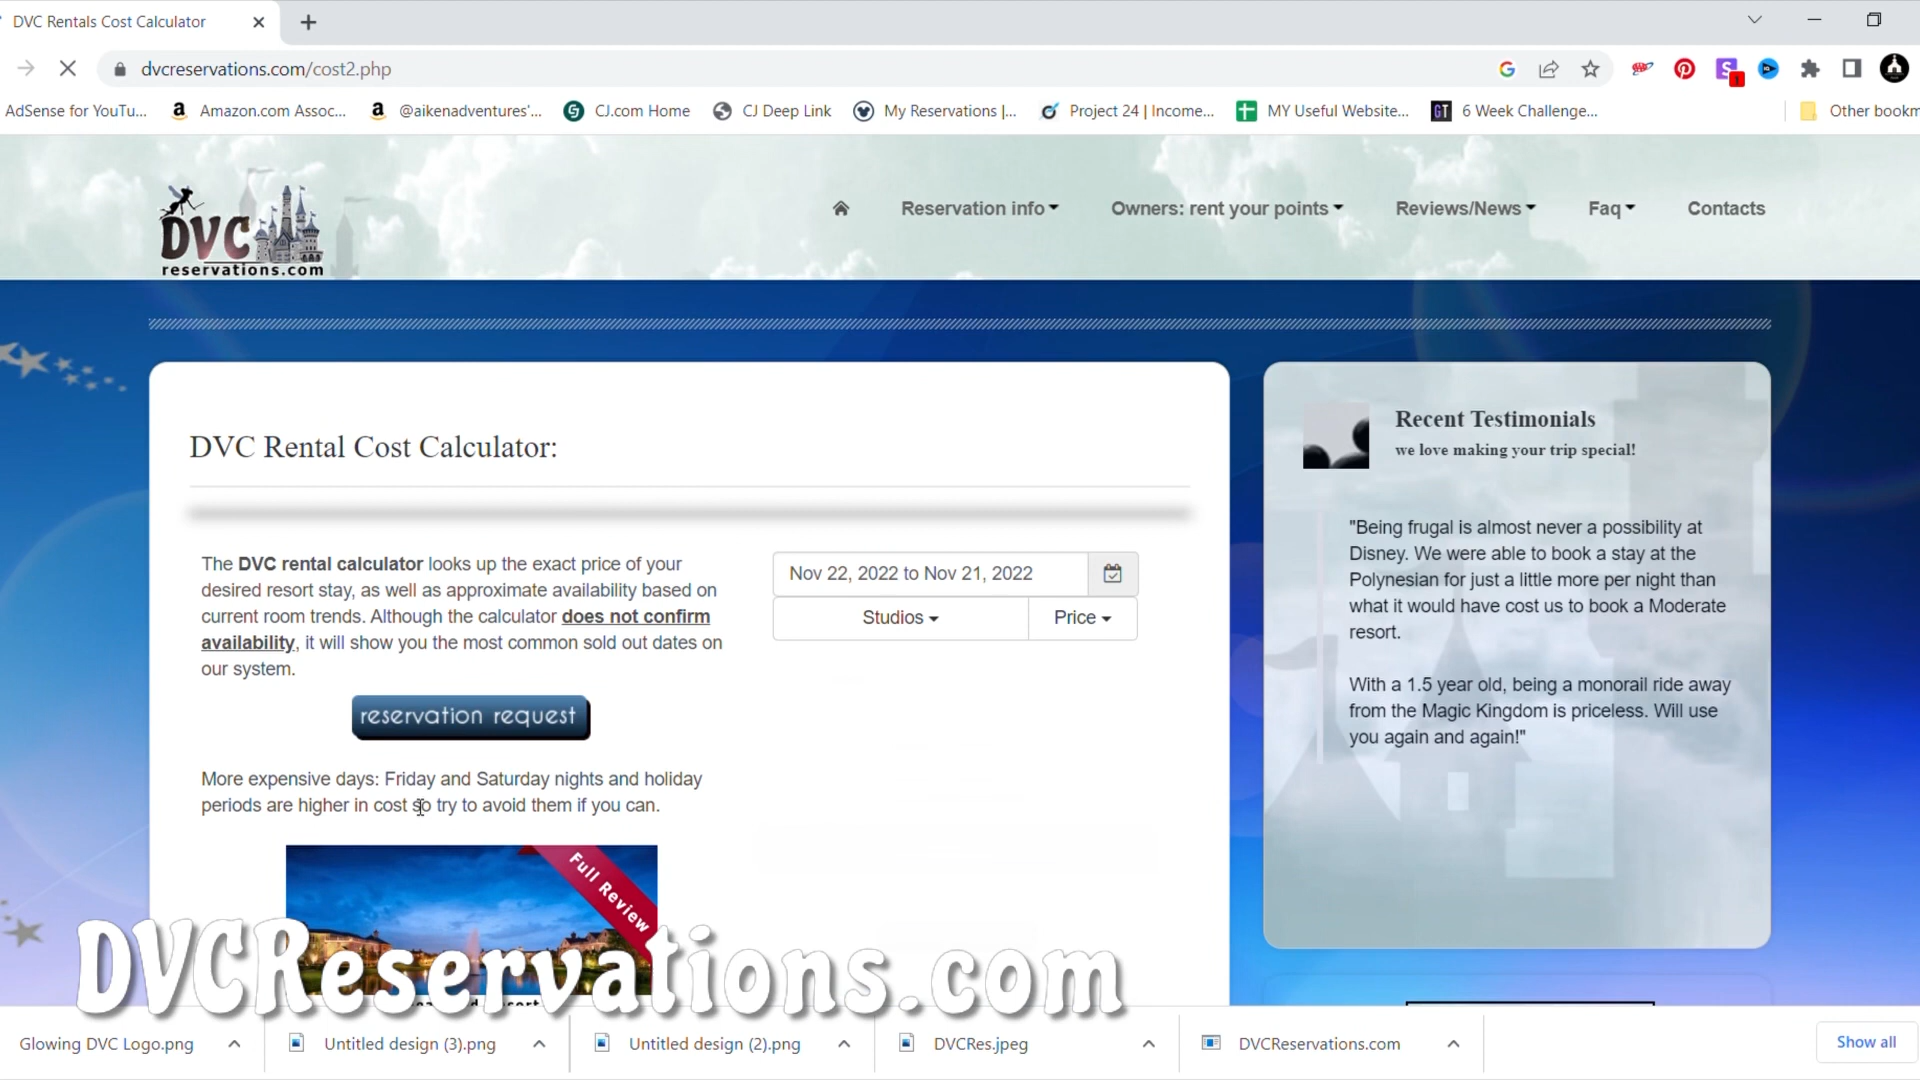 DVC Rentals Cost Calculator
dvcreservations.com/cost2.php
AdSense for YouTu...
Amazon.com Assoc...
@aikenadventures'...
CJ.com Home
CJ Deep Link
My Reservations |...
Project 24 | Income...
MY Useful Website...
GT
6 Week Challenge...
Other bookm
DVC
reservations.com
Reservation info
Owners: rent your points
Reviews/News
Faq
Contacts
DVC Rental Cost Calculator:
The DVC rental calculator looks up the exact price of your
desired resort stay, as well as approximate availability based on
current room trends. Although the calculator does not confirm
availability, it will show you the most common sold out dates on
our system.
reservation request
More expensive days: Friday and Saturday nights and holiday
periods are higher in cost so try to avoid them if you can.
Full Review
Nov 22, 2022 to Nov 21, 2022
Studios
Price
Recent Testimonials
we love making your trip special!
"Being frugal is almost never a possibility at
Disney. We were able to book a stay at the
Polynesian for just a little more per night than
what it would have cost us to book a Moderate
resort.
With a 1.5 year old, being a monorail ride away
from the Magic Kingdom is priceless. Will use
you again and again!"
DVCReservations.com
Glowing DVC Logo.png
Untitled design (3).png
Untitled design (2).png
DVCRes.jpeg
DVCReservations.com
Show all